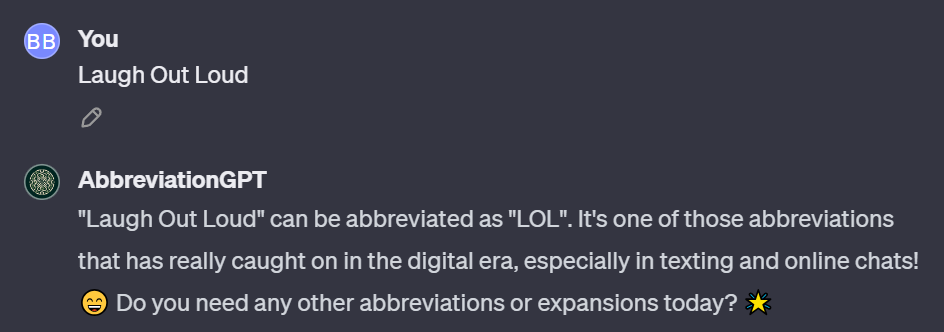 BB You
Laugh Out Loud
AbbreviationGPT
"Laugh Out Loud" can be abbreviated as "LOL". It's one of those abbreviations
that has really caught on in the digital era, especially in texting and online chats!
😄 Do you need any other abbreviations or expansions today? 🌟